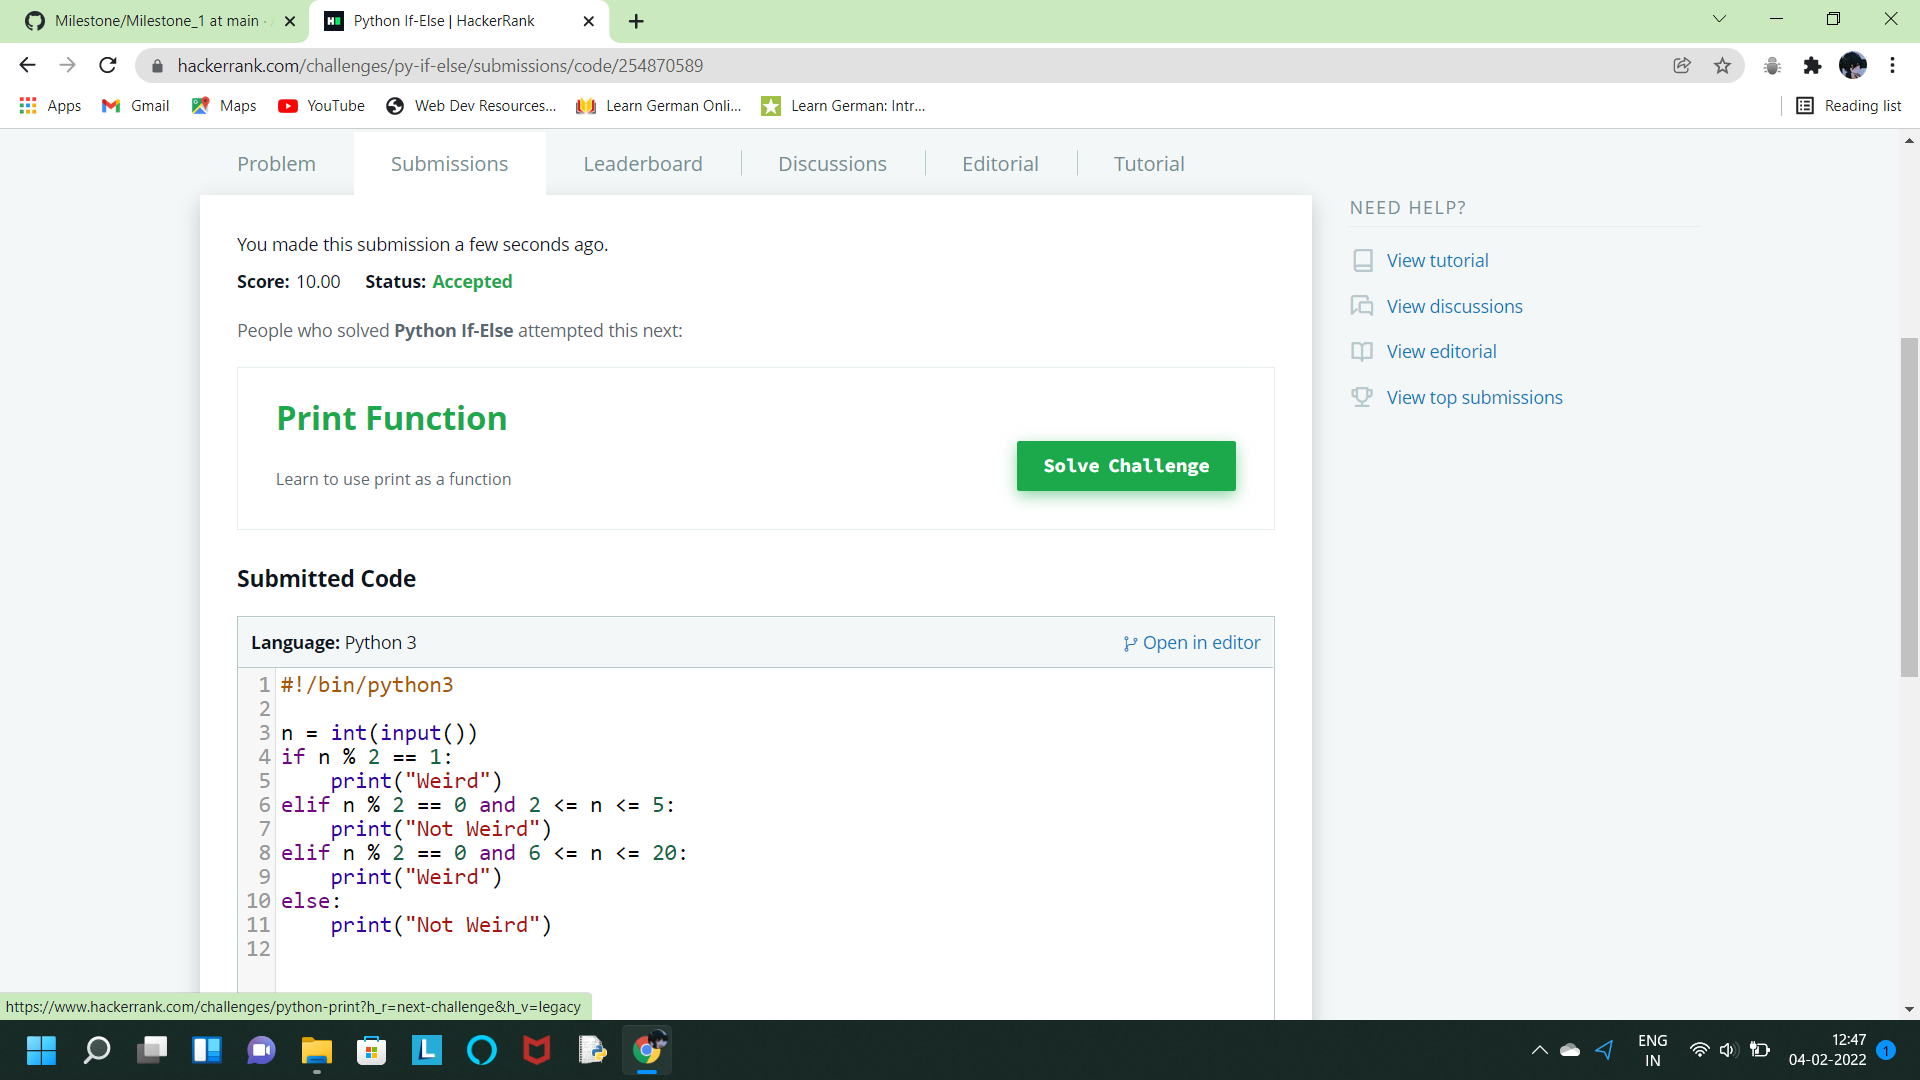 Milestone/Milestone_1 at main ·
Python If-Else | HackerRank
hackerrank.com/challenges/py-if-else/submissions/code/254870589
Apps
Gmail
Maps
YouTube
Web Dev Resources...
Learn German Onli...
Learn German: Intr...
Reading list
Problem
Submissions
Leaderboard
Discussions
Editorial
Tutorial
NEED HELP?
View tutorial
View discussions
View editorial
View top submissions
You made this submission a few seconds ago.
Score: 10.00 Status: Accepted
People who solved Python If-Else attempted this next:
Print Function
Learn to use print as a function
Solve Challenge
Submitted Code
Language: Python 3
Open in editor
1 #!/bin/python3
2
3 n = int(input())
4 if n % 2 == 1:
5     print("Weird")
6 elif n % 2 == 0 and 2 <= n <= 5:
7     print("Not Weird")
8 elif n % 2 == 0 and 6 <= n <= 20:
9     print("Weird")
10 else:
11     print("Not Weird")
12
https://www.hackerrank.com/challenges/python-print?h_r=next-challenge&h_v=legacy
L
ENG
IN
12:47
04-02-2022
1